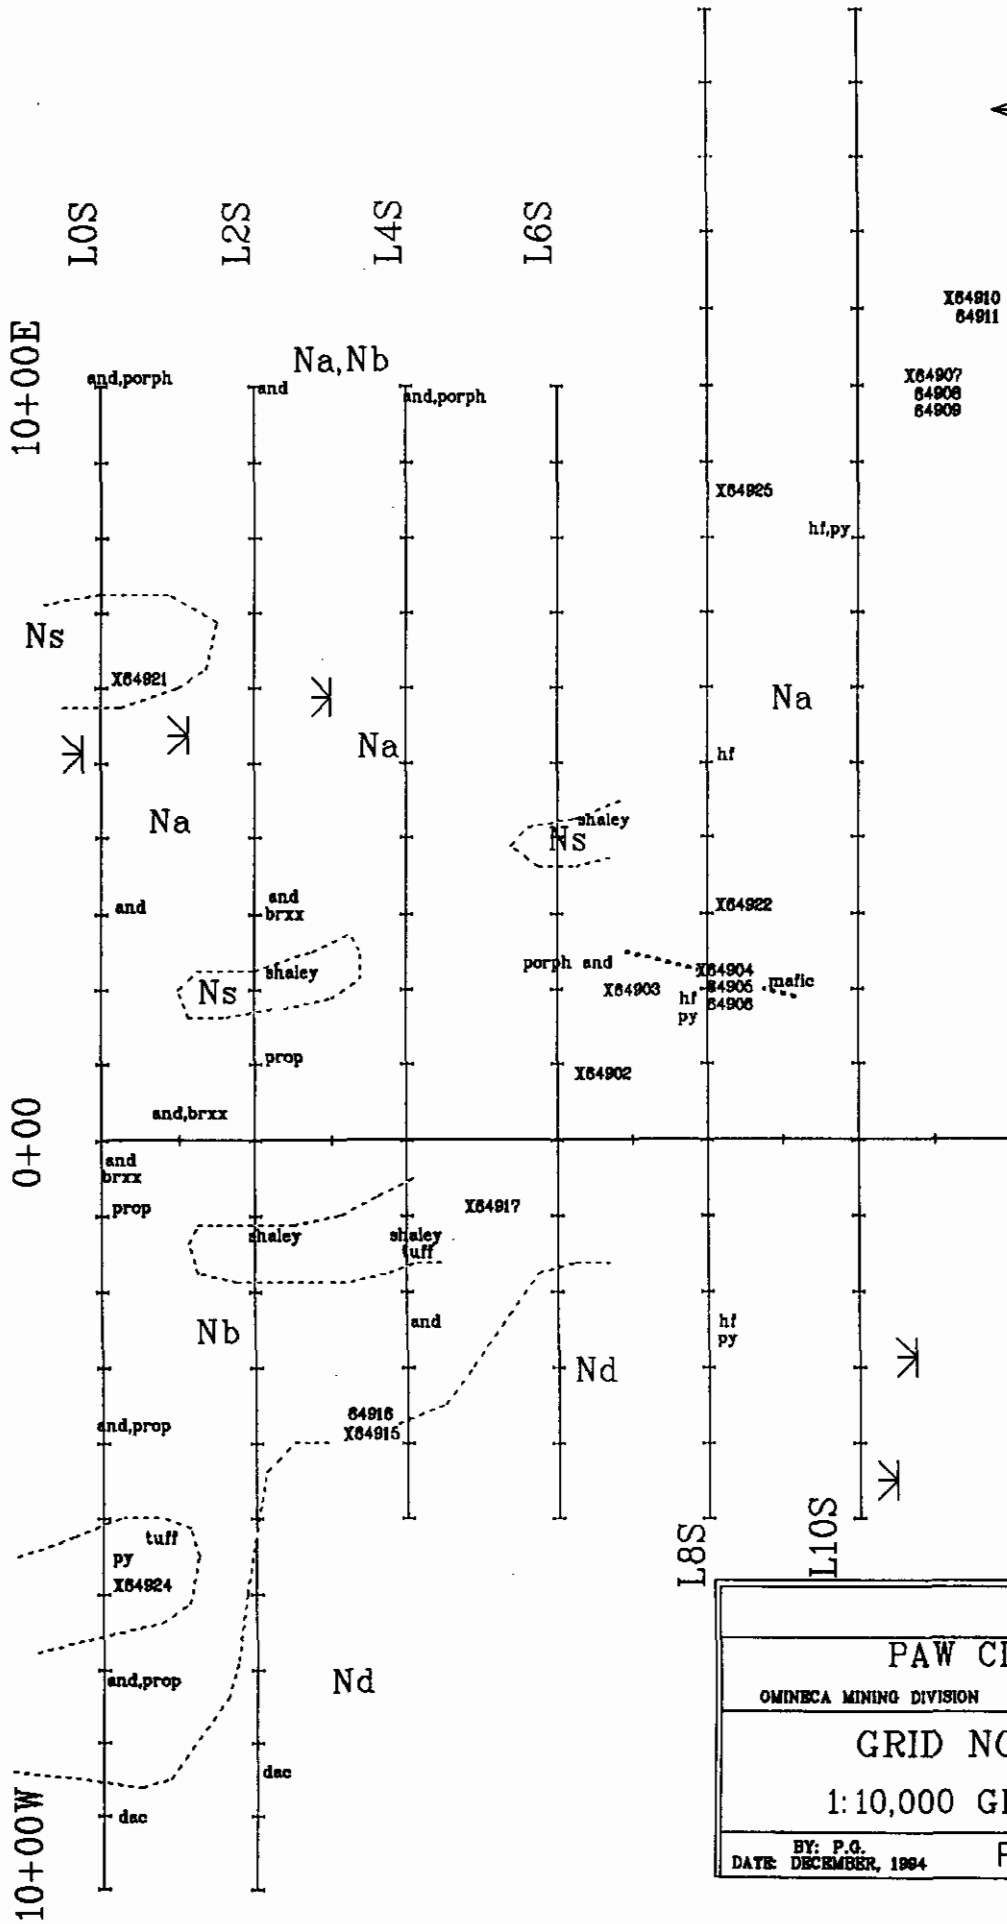 L0S
L2S
L4S
L6S
X64910
64911
10+00E
Na,Nb
and,porph
and
and,porph
X64907
64908
64909
X64925
hf,py
Ns
X64921
Na
Na
hf
Na
shaley
Ns
and
and
brxx
X64922
porph and
X64904
shaley
Ns
X64903
64905
mafic
hf
py
64906
prop
X64902
0+00
and,brxx
and
brxx
prop
X64917
shaley
shaley
tuff
Nb
and
hf
py
Nd
64916
X64915
and,prop
tuff
py
X64924
L8S
L10S
and,prop
Nd
dac
dac
10+00W
PAW
OMINECA MINING DIVISION
GRID
1:10,000
BY: P.G.
DATE: DECEMBER, 1994